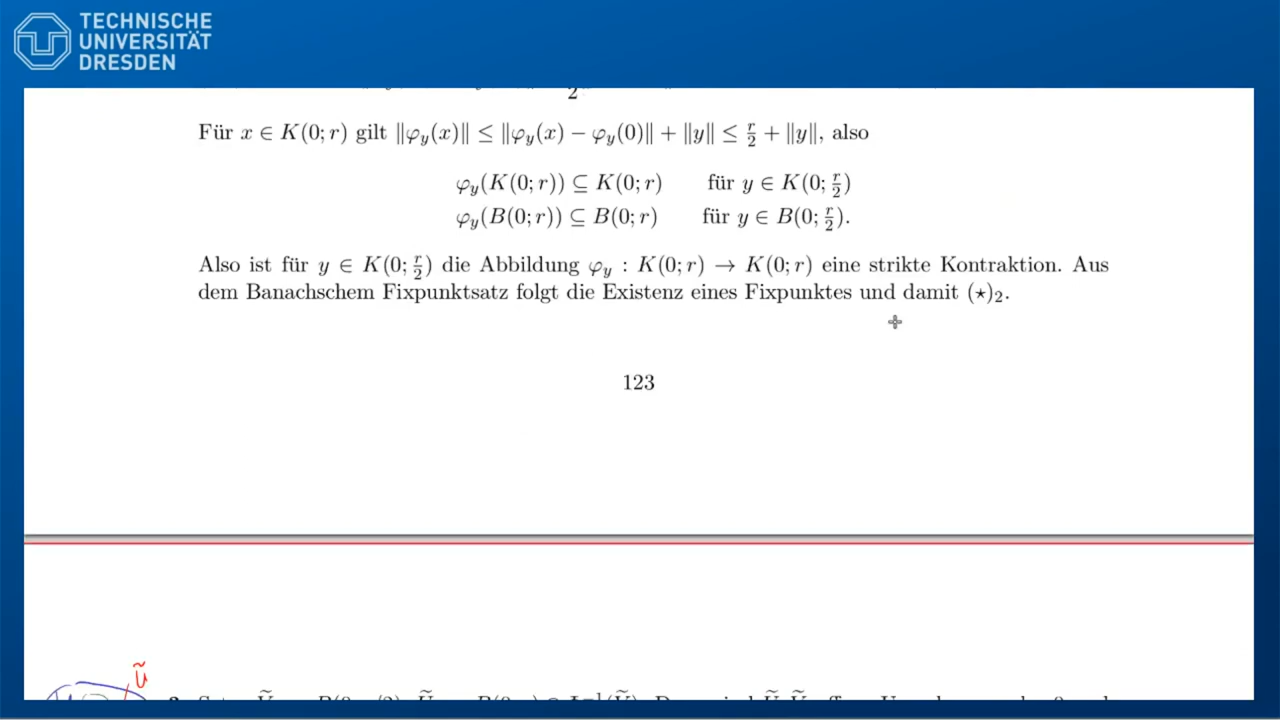 TECHNISCHE
UNIVERSITÄT
DRESDEN
2
Für x ∈ K(0; r) gilt ‖φ_y(x)‖ ≤ ‖φ_y(x) − φ_y(0)‖ + ‖y‖ ≤ r/2 + ‖y‖, also
φ_y(K(0; r)) ⊆ K(0; r) für y ∈ K(0; r/2)
φ_y(B(0; r)) ⊆ B(0; r) für y ∈ B(0; r/2).
Also ist für y ∈ K(0; r/2) die Abbildung φ_y : K(0; r) → K(0; r) eine strikte Kontraktion. Aus
dem Banachschem Fixpunktsatz folgt die Existenz eines Fixpunktes und damit (⋆)₂.
123
Ũ